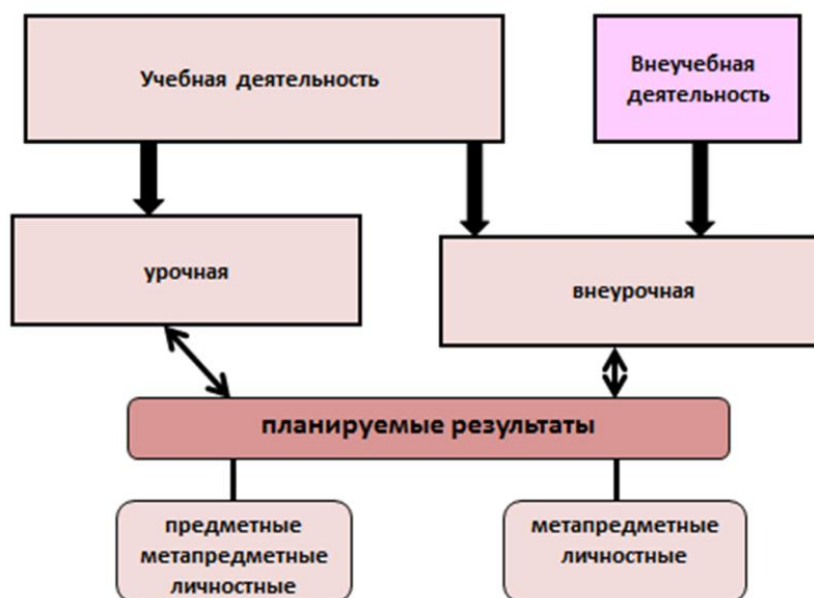 Учебная деятельность
Внеучебная
деятельность
урочная
внеурочная
планируемые результаты
предметные
метапредметные
личностные
метапредметные
личностные